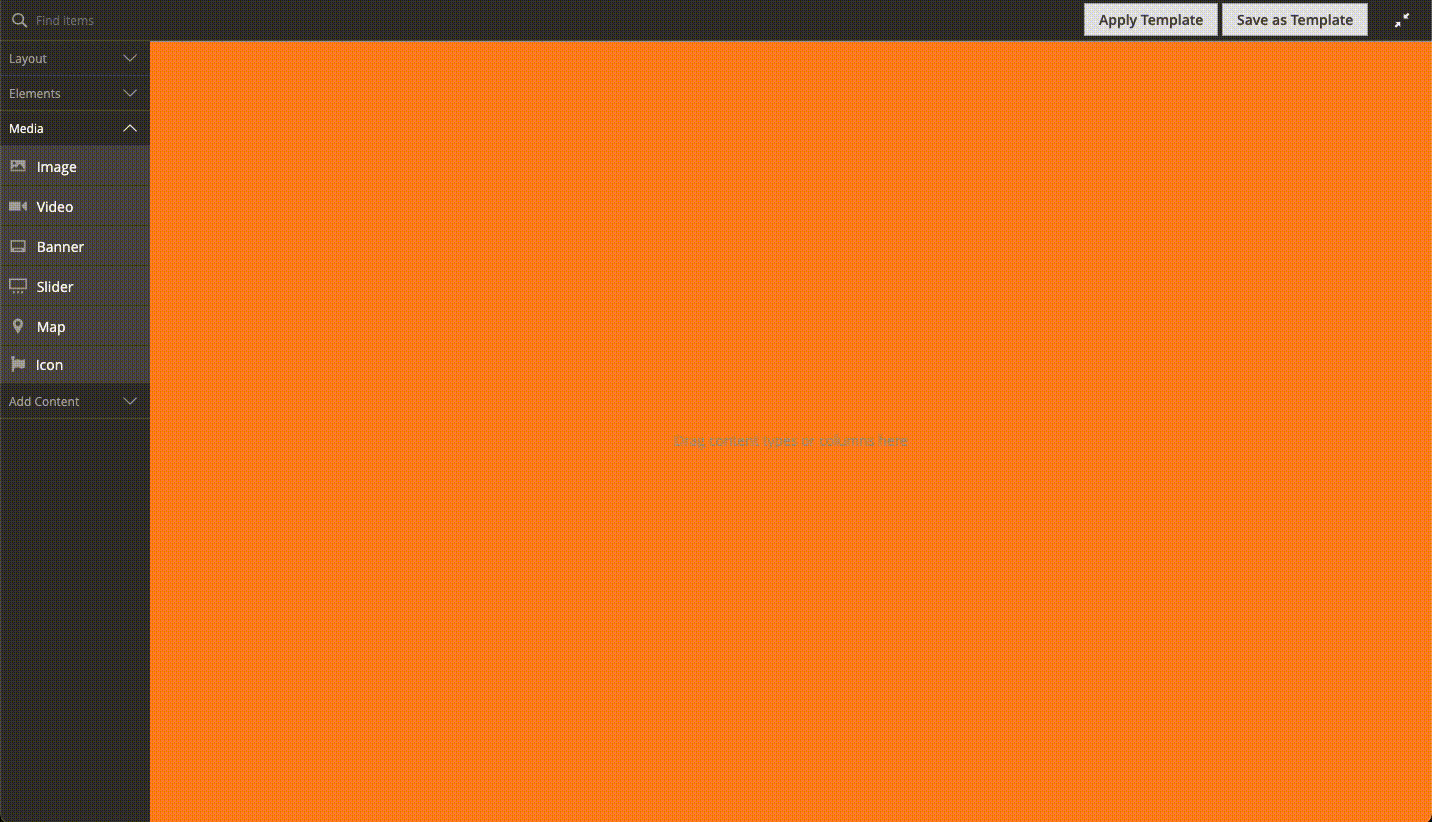 Find items
Apply Template
Save as Template
Layout
Elements
Media
Image
Video
Banner
Slider
Map
Icon
Add Content
Drag content types or columns here